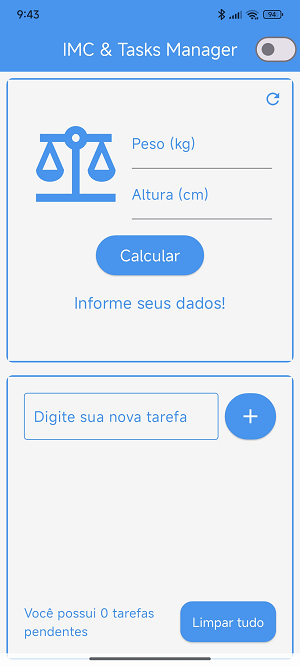 9:43
94
IMC & Tasks Manager
Peso (kg)
Altura (cm)
Calcular
Informe seus dados!
Digite sua nova tarefa
+
Você possui 0 tarefas
pendentes
Limpar tudo